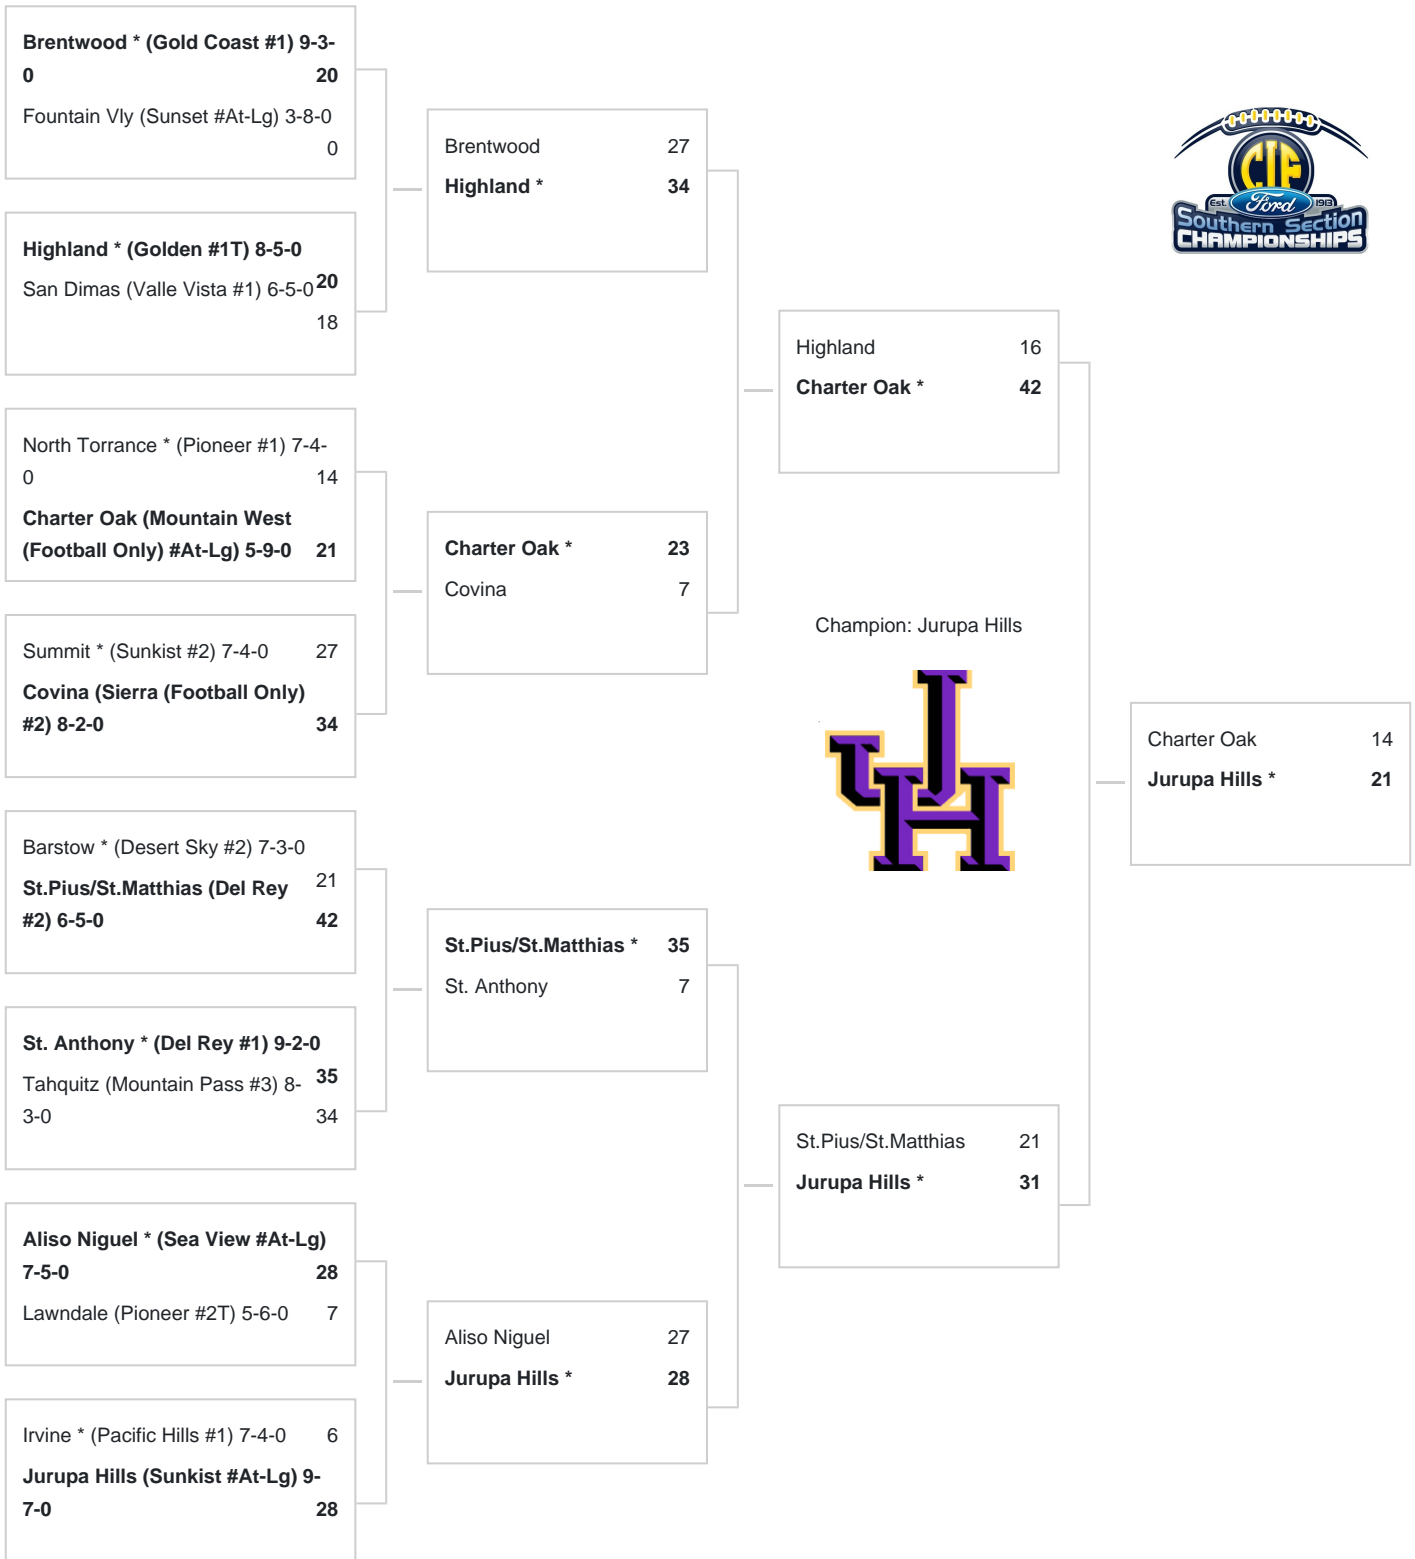 Brentwood * (Gold Coast #1) 9-3-
0 20
Fountain Vly (Sunset #At-Lg) 3-8-0
0
Highland * (Golden #1T) 8-5-0
20
San Dimas (Valle Vista #1) 6-5-0
18
North Torrance * (Pioneer #1) 7-4-
0 14
Charter Oak (Mountain West
(Football Only) #At-Lg) 5-9-0 21
Summit * (Sunkist #2) 7-4-0 27
Covina (Sierra (Football Only)
#2) 8-2-0 34
Barstow * (Desert Sky #2) 7-3-0
21
St.Pius/St.Matthias (Del Rey
#2) 6-5-0 42
St. Anthony * (Del Rey #1) 9-2-0
35
Tahquitz (Mountain Pass #3) 8-
3-0 34
Aliso Niguel * (Sea View #At-Lg)
7-5-0 28
Lawndale (Pioneer #2T) 5-6-0 7
Irvine * (Pacific Hills #1) 7-4-0 6
Jurupa Hills (Sunkist #At-Lg) 9-
7-0 28
Brentwood 27
Highland * 34
Charter Oak * 23
Covina 7
St.Pius/St.Matthias * 35
St. Anthony 7
Aliso Niguel 27
Jurupa Hills * 28
Highland 16
Charter Oak * 42
St.Pius/St.Matthias 21
Jurupa Hills * 31
CIF
Est. Ford 1913
Southern Section
CHAMPIONSHIPS
Champion: Jurupa Hills
JH
Charter Oak 14
Jurupa Hills * 21